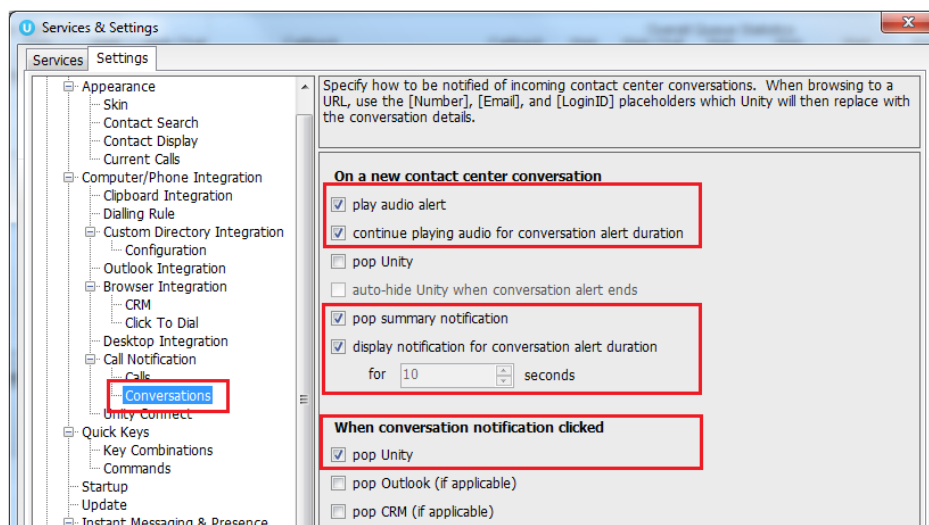 Services & Settings
Services
Settings
Appearance
Skin
Contact Search
Contact Display
Current Calls
Computer/Phone Integration
Clipboard Integration
Dialling Rule
Custom Directory Integration
Configuration
Outlook Integration
Browser Integration
CRM
Click To Dial
Desktop Integration
Call Notification
Calls
Conversations
Unity Connect
Quick Keys
Key Combinations
Commands
Startup
Update
Instant Messaging & Presence
Specify how to be notified of incoming contact center conversations. When browsing to a
URL, use the [Number], [Email], and [LoginID] placeholders which Unity will then replace with
the conversation details.
On a new contact center conversation
play audio alert
continue playing audio for conversation alert duration
pop Unity
auto-hide Unity when conversation alert ends
pop summary notification
display notification for conversation alert duration
for 10 seconds
When conversation notification clicked
pop Unity
pop Outlook (if applicable)
pop CRM (if applicable)